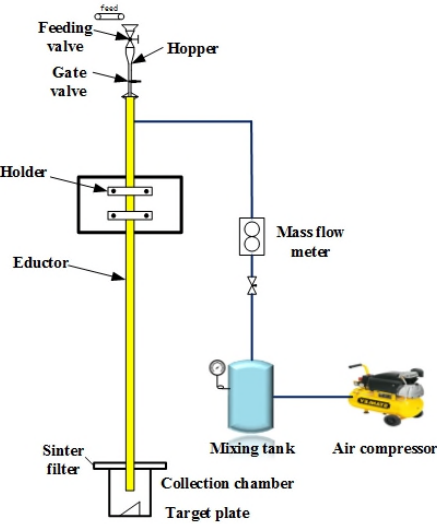 feed
Feeding
valve
Hopper
Gate
valve
Holder
Mass flow
meter
Eductor
Mixing tank
Air compressor
Sinter
filter
Collection chamber
Target plate